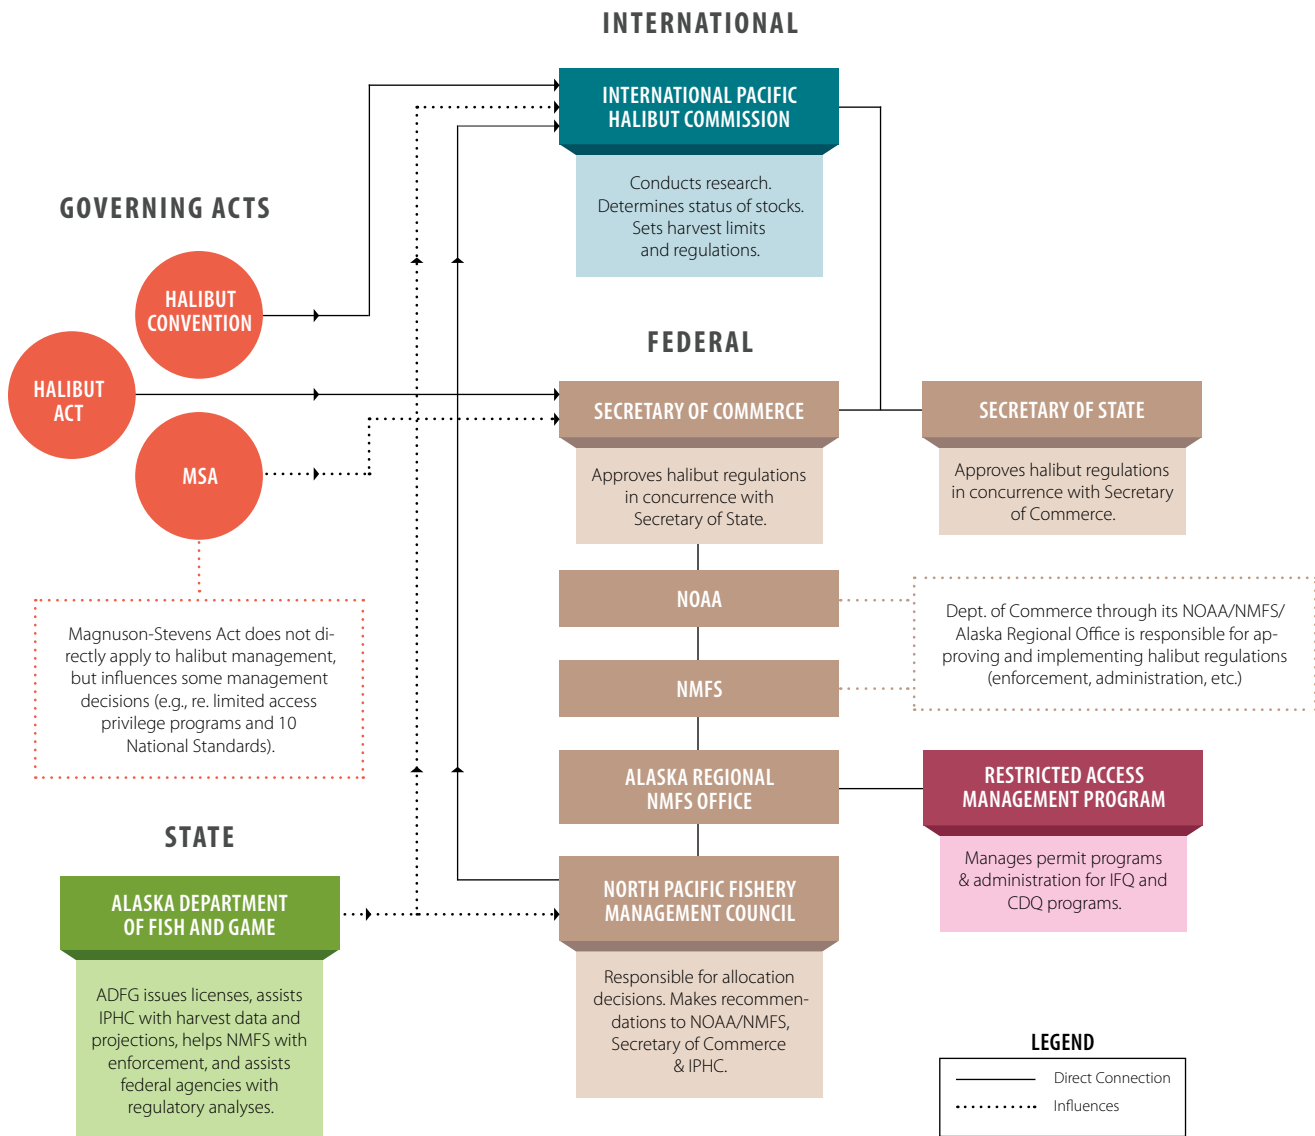 INTERNATIONAL
INTERNATIONAL PACIFIC
HALIBUT COMMISSION
Conducts research.
Determines status of stocks.
Sets harvest limits
and regulations.
GOVERNING ACTS
HALIBUT
CONVENTION
HALIBUT
ACT
MSA
Magnuson-Stevens Act does not di-
rectly apply to halibut management,
but influences some management
decisions (e.g., re. limited access
privilege programs and 10
National Standards).
FEDERAL
SECRETARY OF COMMERCE
Approves halibut regulations
in concurrence with
Secretary of State.
SECRETARY OF STATE
Approves halibut regulations
in concurrence with Secretary
of Commerce.
NOAA
NMFS
Dept. of Commerce through its NOAA/NMFS/
Alaska Regional Office is responsible for ap-
proving and implementing halibut regulations
(enforcement, administration, etc.)
ALASKA REGIONAL
NMFS OFFICE
RESTRICTED ACCESS
MANAGEMENT PROGRAM
Manages permit programs
& administration for IFQ and
CDQ programs.
STATE
ALASKA DEPARTMENT
OF FISH AND GAME
ADFG issues licenses, assists
IPHC with harvest data and
projections, helps NMFS with
enforcement, and assists
federal agencies with
regulatory analyses.
NORTH PACIFIC FISHERY
MANAGEMENT COUNCIL
Responsible for allocation
decisions. Makes recommen-
dations to NOAA/NMFS,
Secretary of Commerce
& IPHC.
LEGEND
Direct Connection
Influences